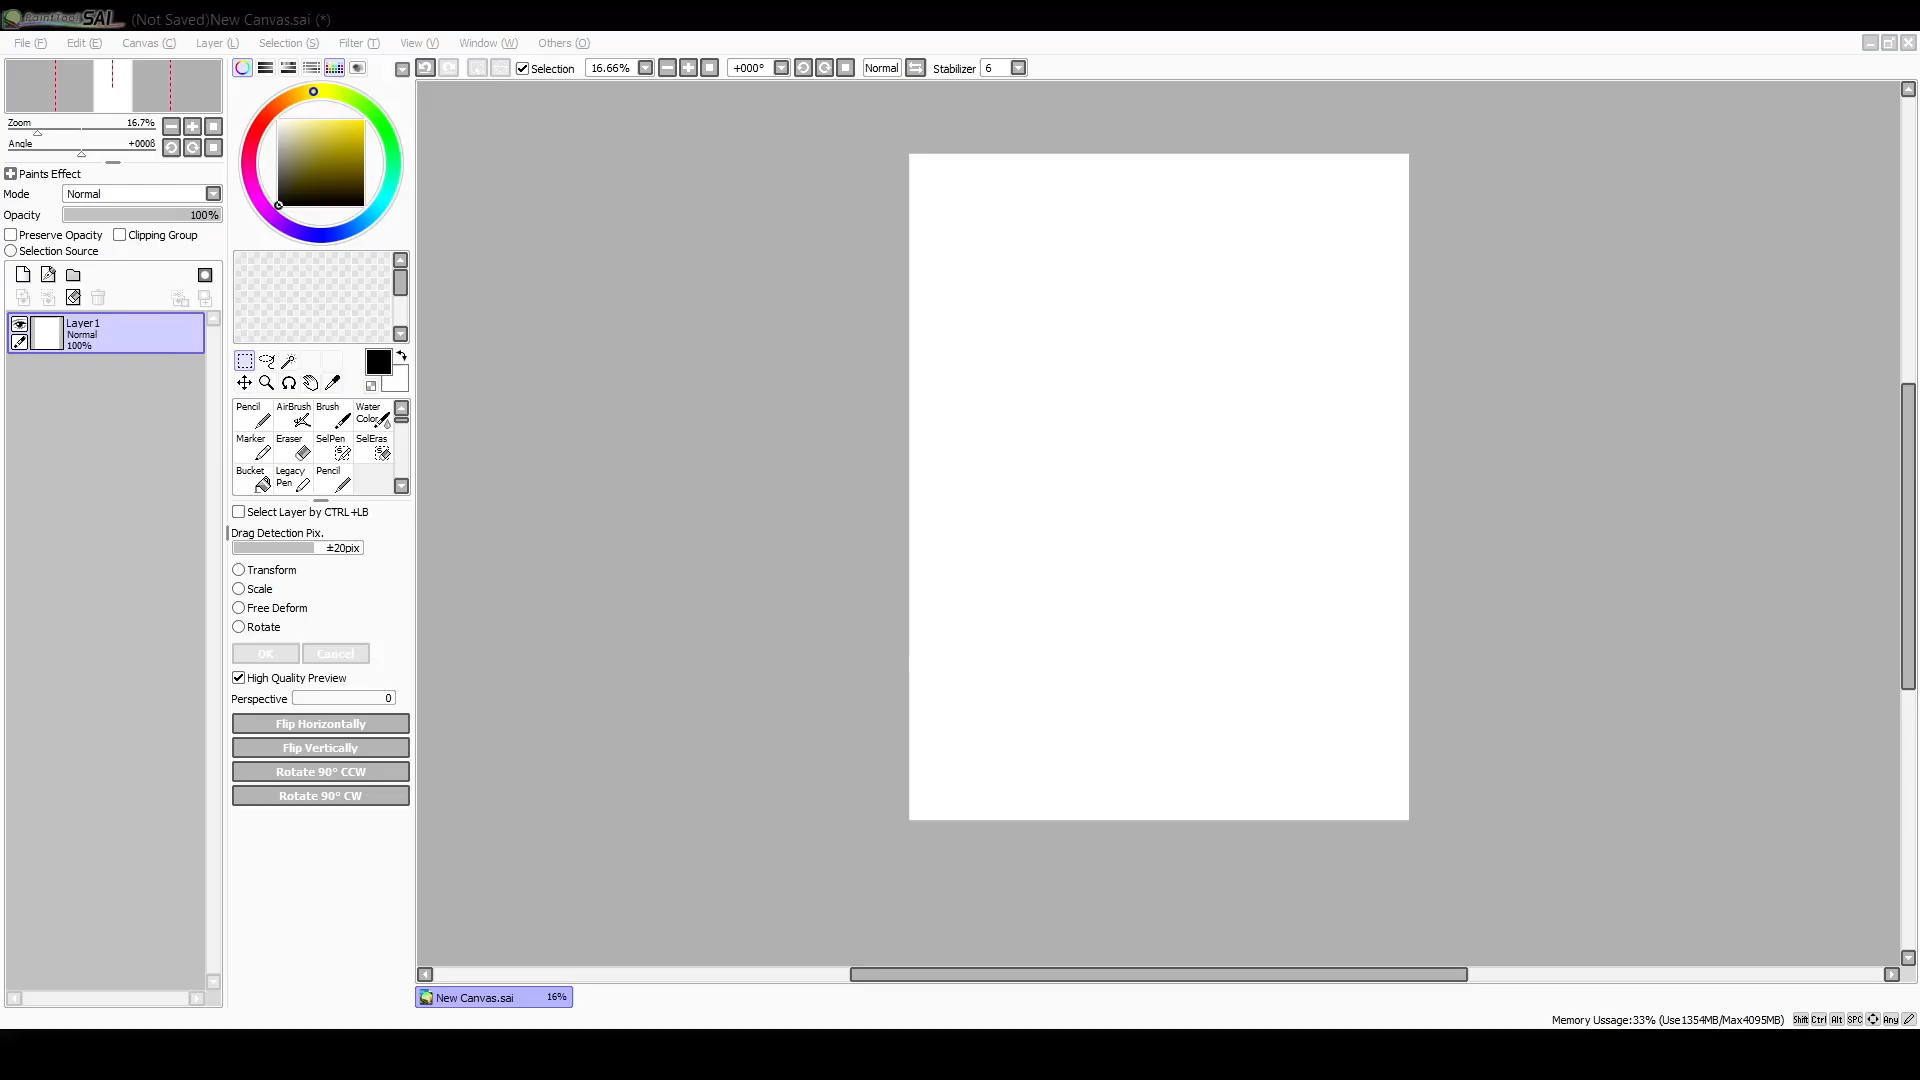 PaintTool SAI (Not Saved)New Canvas.sai (*)
File (F) Edit (E) Canvas (C) Layer (L) Selection (S) Filter (T) View (V) Window (W) Others (O)
Selection 16.66% +000° Normal Stabilizer 6
Zoom 16.7%
Angle +000ß
Paints Effect
Mode Normal
Opacity 100%
Preserve Opacity Clipping Group
Selection Source
Layer1
Normal
100%
Pencil AirBrush Brush Water Color
Marker Eraser SelPen SelEras
Bucket Legacy Pen Pencil
Select Layer by CTRL+LB
Drag Detection Pix.
±20pix
Transform
Scale
Free Deform
Rotate
OK Cancel
High Quality Preview
Perspective 0
Flip Horizontally
Flip Vertically
Rotate 90° CCW
Rotate 90° CW
New Canvas.sai 16%
Memory Ussage:33% (Use1354MB/Max4095MB) Shift Ctrl Alt SPC Any